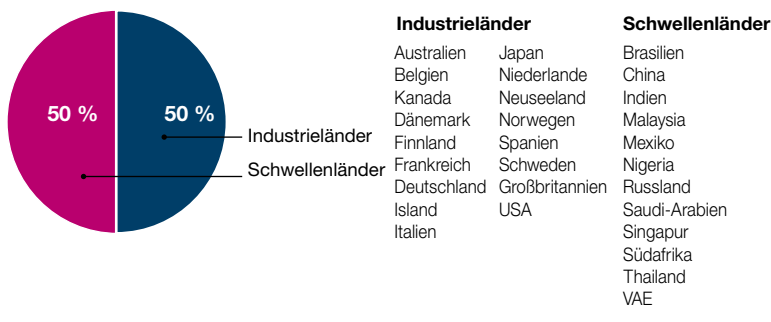 50 %
50 %
Industrieländer
Schwellenländer
Industrieländer
Australien
Belgien
Kanada
Dänemark
Finnland
Frankreich
Deutschland
Island
Italien
Japan
Niederlande
Neuseeland
Norwegen
Spanien
Schweden
Großbritannien
USA
Schwellenländer
Brasilien
China
Indien
Malaysia
Mexiko
Nigeria
Russland
Saudi-Arabien
Singapur
Südafrika
Thailand
VAE